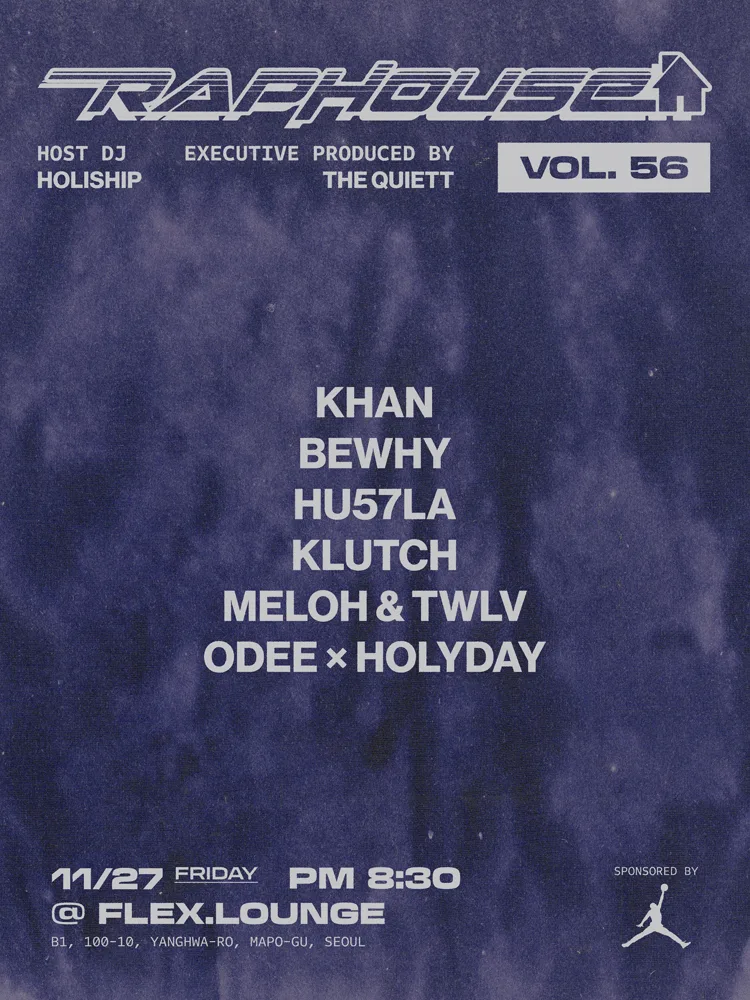 RAPHOUSE
HOST DJ
HOLISHIP
EXECUTIVE PRODUCED BY
THE QUIETT
VOL. 56
KHAN
BEWHY
HU57LA
KLUTCH
MELOH & TWLV
ODEE × HOLYDAY
11/27 FRIDAY PM 8:30
@ FLEX.LOUNGE
B1, 100-10, YANGHWA-RO, MAPO-GU, SEOUL
SPONSORED BY